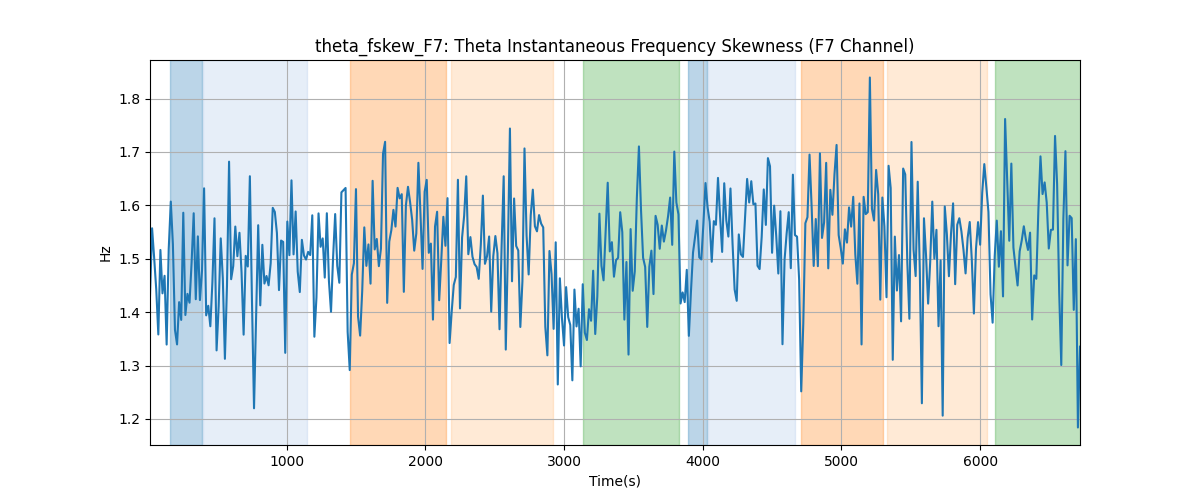 theta_fskew_F7: Theta Instantaneous Frequency Skewness (F7 Channel)
1.8
1.7
1.6
1.5
1.4
1.3
1.2
Hz
1000 2000 3000 4000 5000 6000
Time(s)